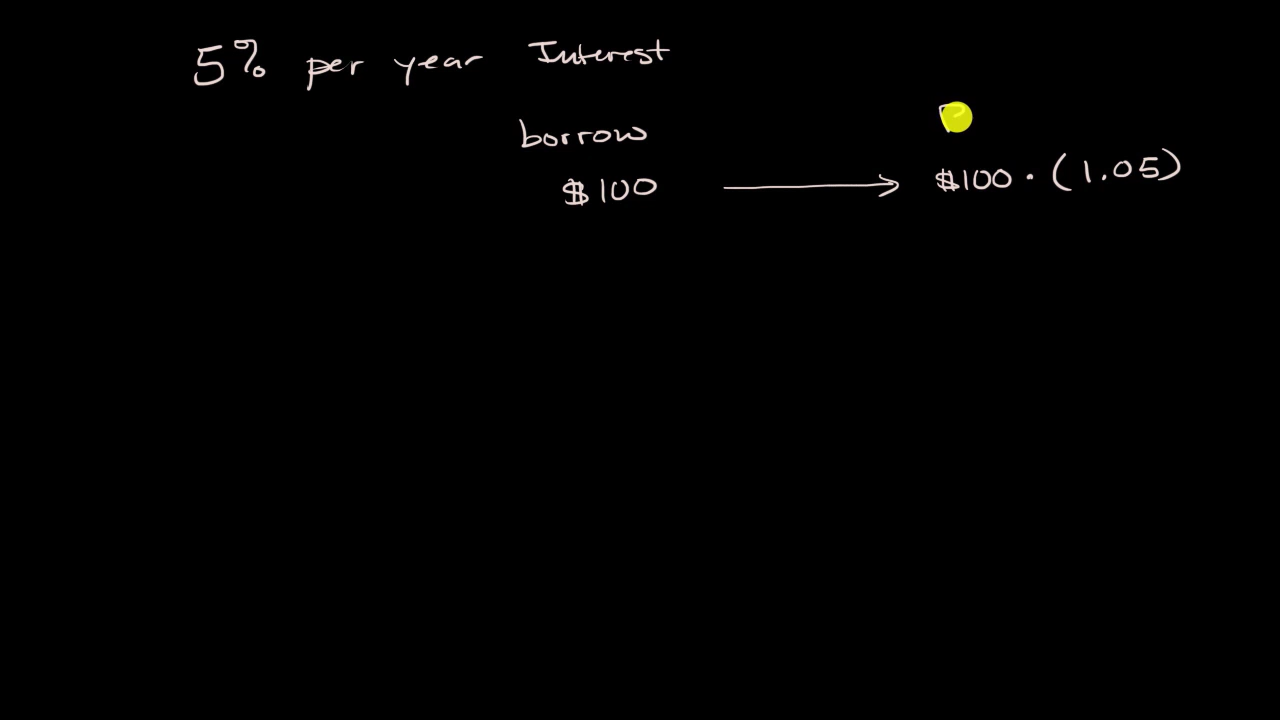 5% per year Interest
borrow
$100 → $100 · (1.05)